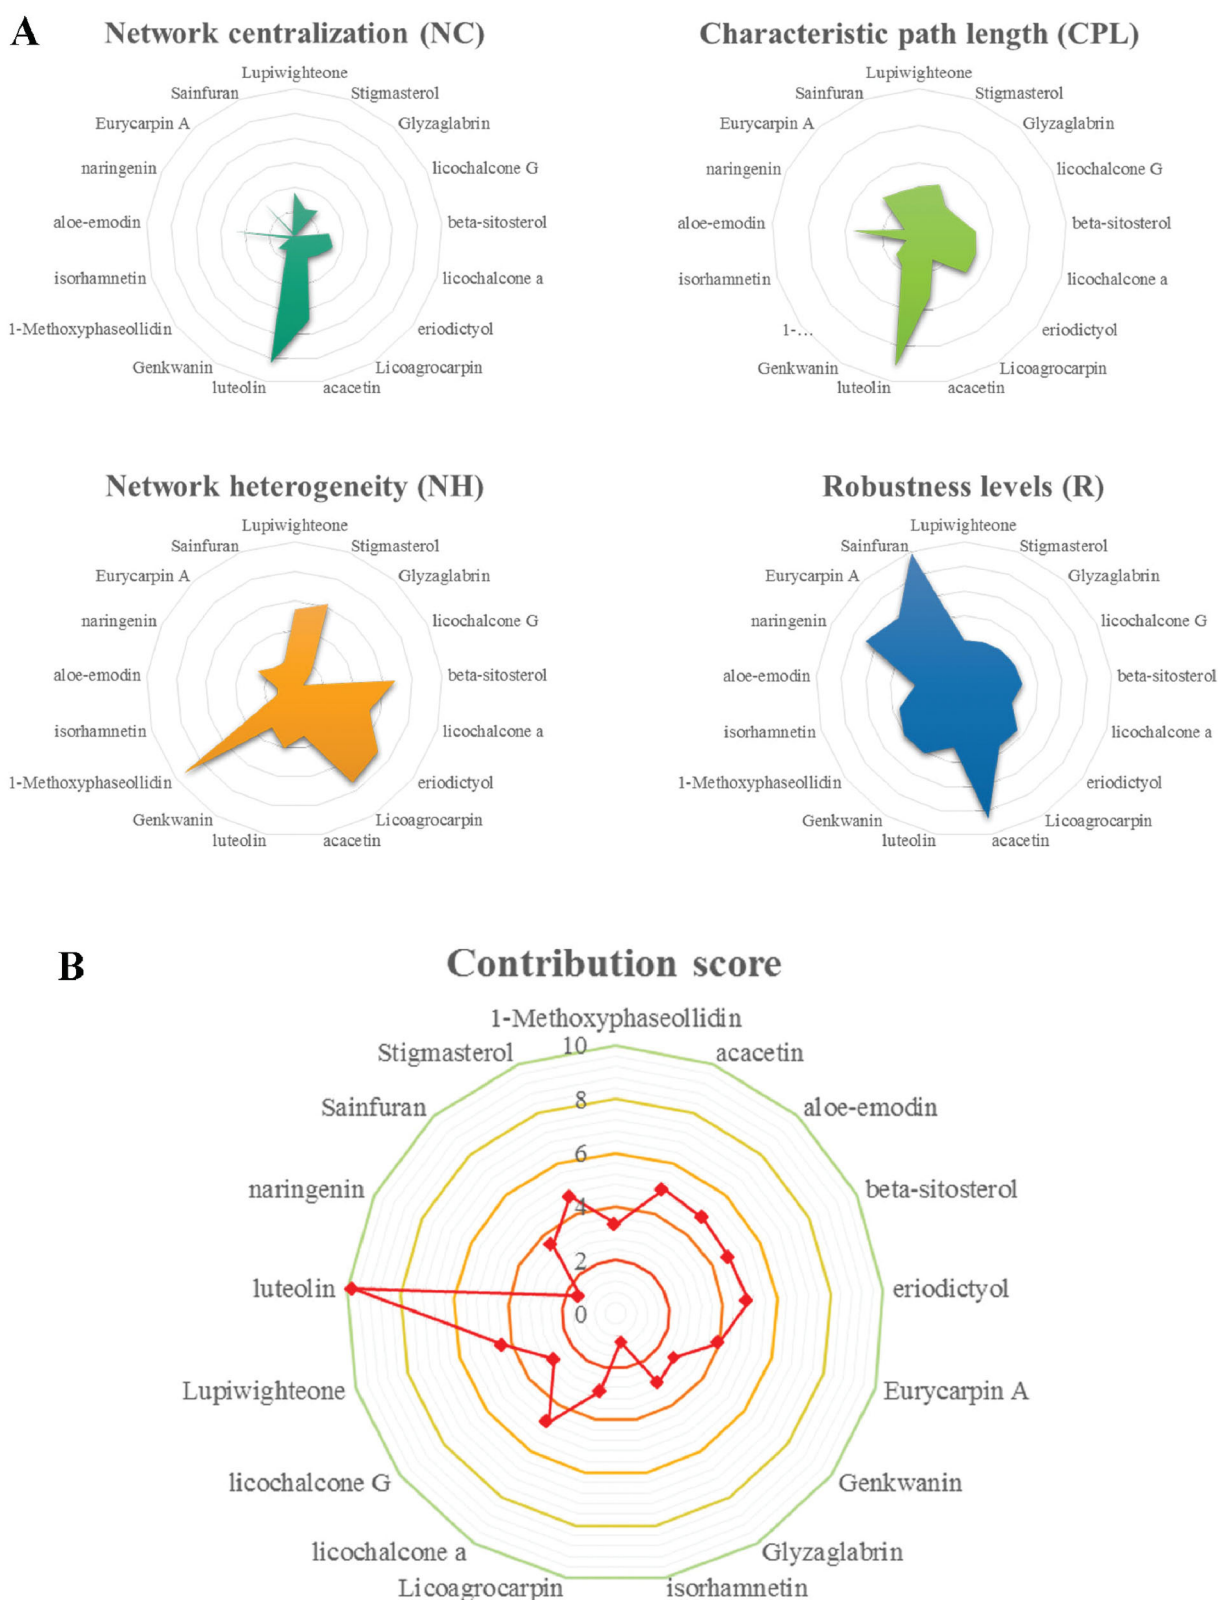 A
Network centralization (NC)
Lupiwighteone
Sainfuran
Stigmasterol
Eurycarpin A
Glyzaglabrin
naringenin
licochalcone G
aloe-emodin
beta-sitosterol
isorhamnetin
licochalcone a
1-Methoxyphaseollidin
eriodictyol
Genkwanin
Licoagrocarpin
luteolin
acacetin
Characteristic path length (CPL)
Lupiwighteone
Sainfuran
Stigmasterol
Eurycarpin A
Glyzaglabrin
naringenin
licochalcone G
aloe-emodin
beta-sitosterol
isorhamnetin
licochalcone a
1-...
eriodictyol
Genkwanin
Licoagrocarpin
luteolin
acacetin
Network heterogeneity (NH)
Lupiwighteone
Sainfuran
Stigmasterol
Eurycarpin A
Glyzaglabrin
naringenin
licochalcone G
aloe-emodin
beta-sitosterol
isorhamnetin
licochalcone a
1-Methoxyphaseollidin
eriodictyol
Genkwanin
Licoagrocarpin
luteolin
acacetin
Robustness levels (R)
Lupiwighteone
Sainfuran
Stigmasterol
Eurycarpin A
Glyzaglabrin
naringenin
licochalcone G
aloe-emodin
beta-sitosterol
isorhamnetin
licochalcone a
1-Methoxyphaseollidin
eriodictyol
Genkwanin
Licoagrocarpin
luteolin
acacetin
B
Contribution score
1-Methoxyphaseollidin
10
Stigmasterol
acacetin
8
Sainfuran
aloe-emodin
6
naringenin
beta-sitosterol
4
2
luteolin
eriodictyol
0
Lupiwighteone
Eurycarpin A
licochalcone G
Genkwanin
licochalcone a
Glyzaglabrin
Licoagrocarpin
isorhamnetin